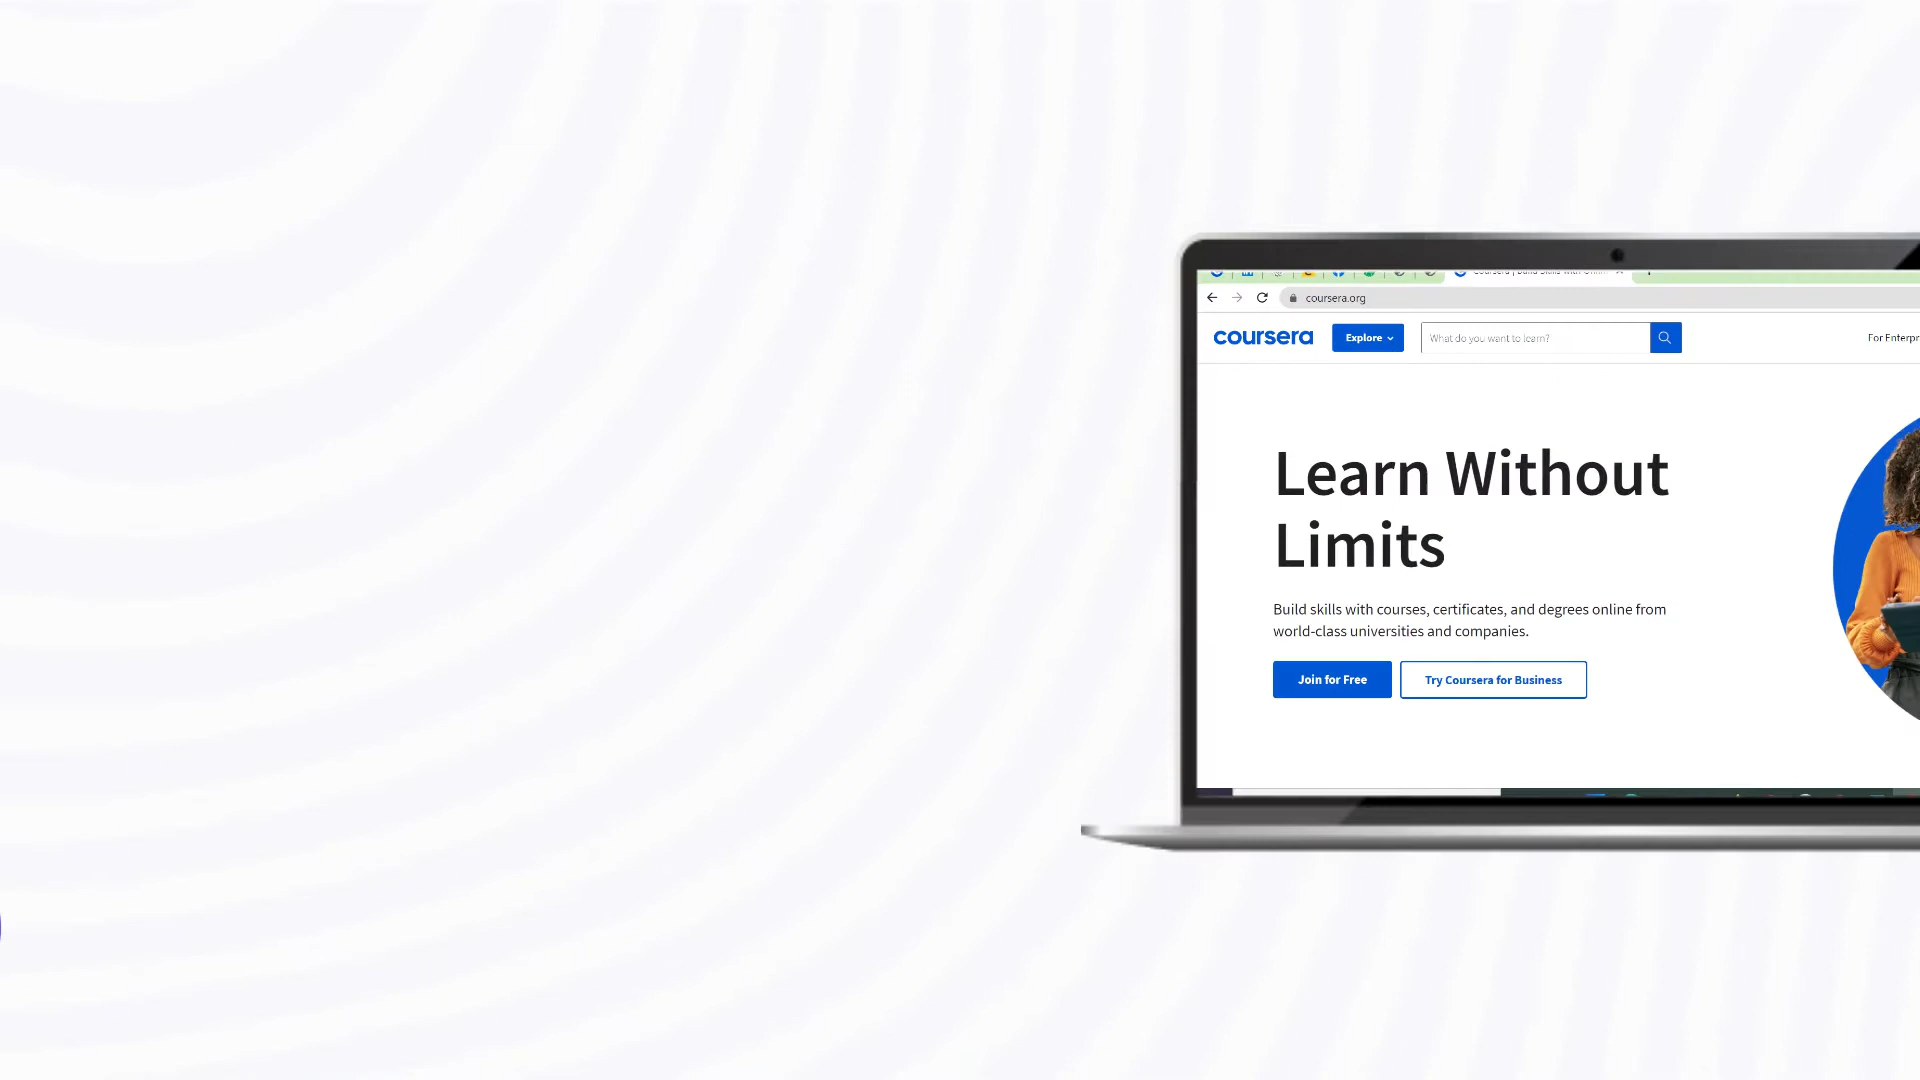 coursera.org
coursera
Explore
What do you want to learn?
For
Learn Without
Limits
Build skills with courses, certificates, and degrees online from
world-class universities and companies.
Join for Free
Try Coursera for Business